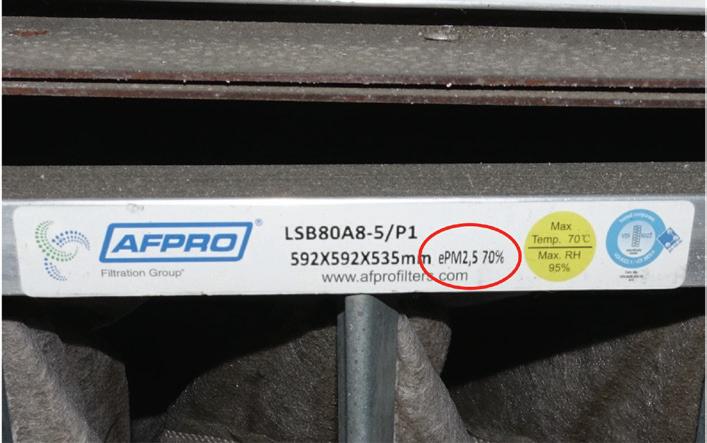 AFPRO®
Filtration Group®
LSB80A8-5/P1
592X592X535mm ePM2,5 70%
www.afprofilters.com
Max
Temp. 70℃
Max. RH
95%